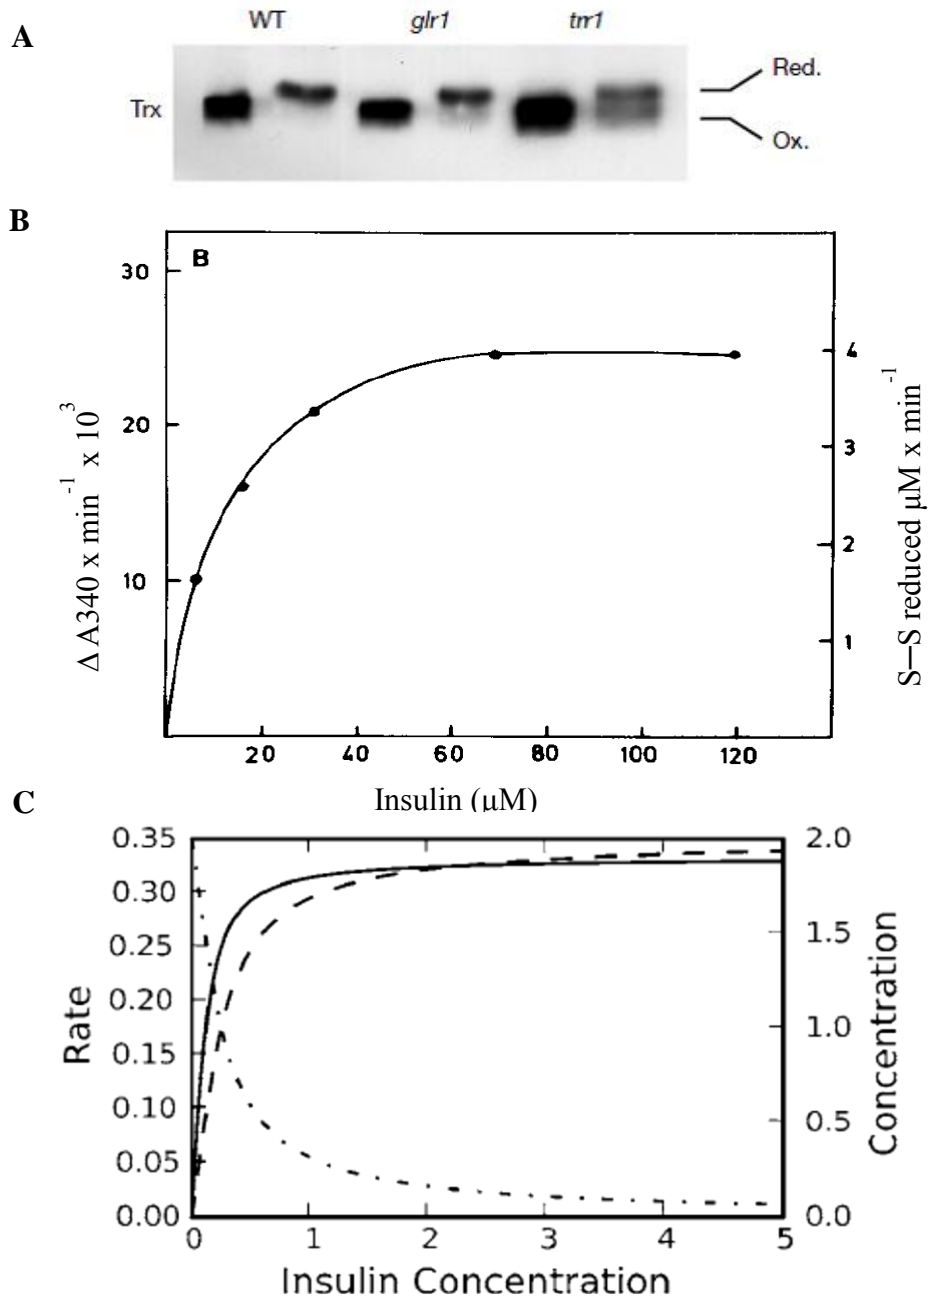 A
WT glr1 trr1
Trx
Red.
Ox.
B
B
30
20
10
Δ A340 x min⁻¹ x 10³
4
3
2
1
S—S reduced μM x min⁻¹
20 40 60 80 100 120
Insulin (μM)
C
0.35
0.30
0.25
0.20
0.15
0.10
0.05
0.00
Rate
2.0
1.5
1.0
0.5
0.0
Concentration
0 1 2 3 4 5
Insulin Concentration